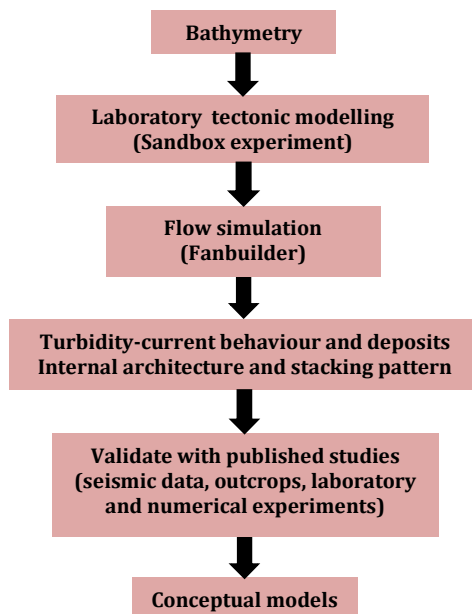 Bathymetry
Laboratory tectonic modelling
(Sandbox experiment)
Flow simulation
(Fanbuilder)
Turbidity-current behaviour and deposits
Internal architecture and stacking pattern
Validate with published studies
(seismic data, outcrops, laboratory
and numerical experiments)
Conceptual models